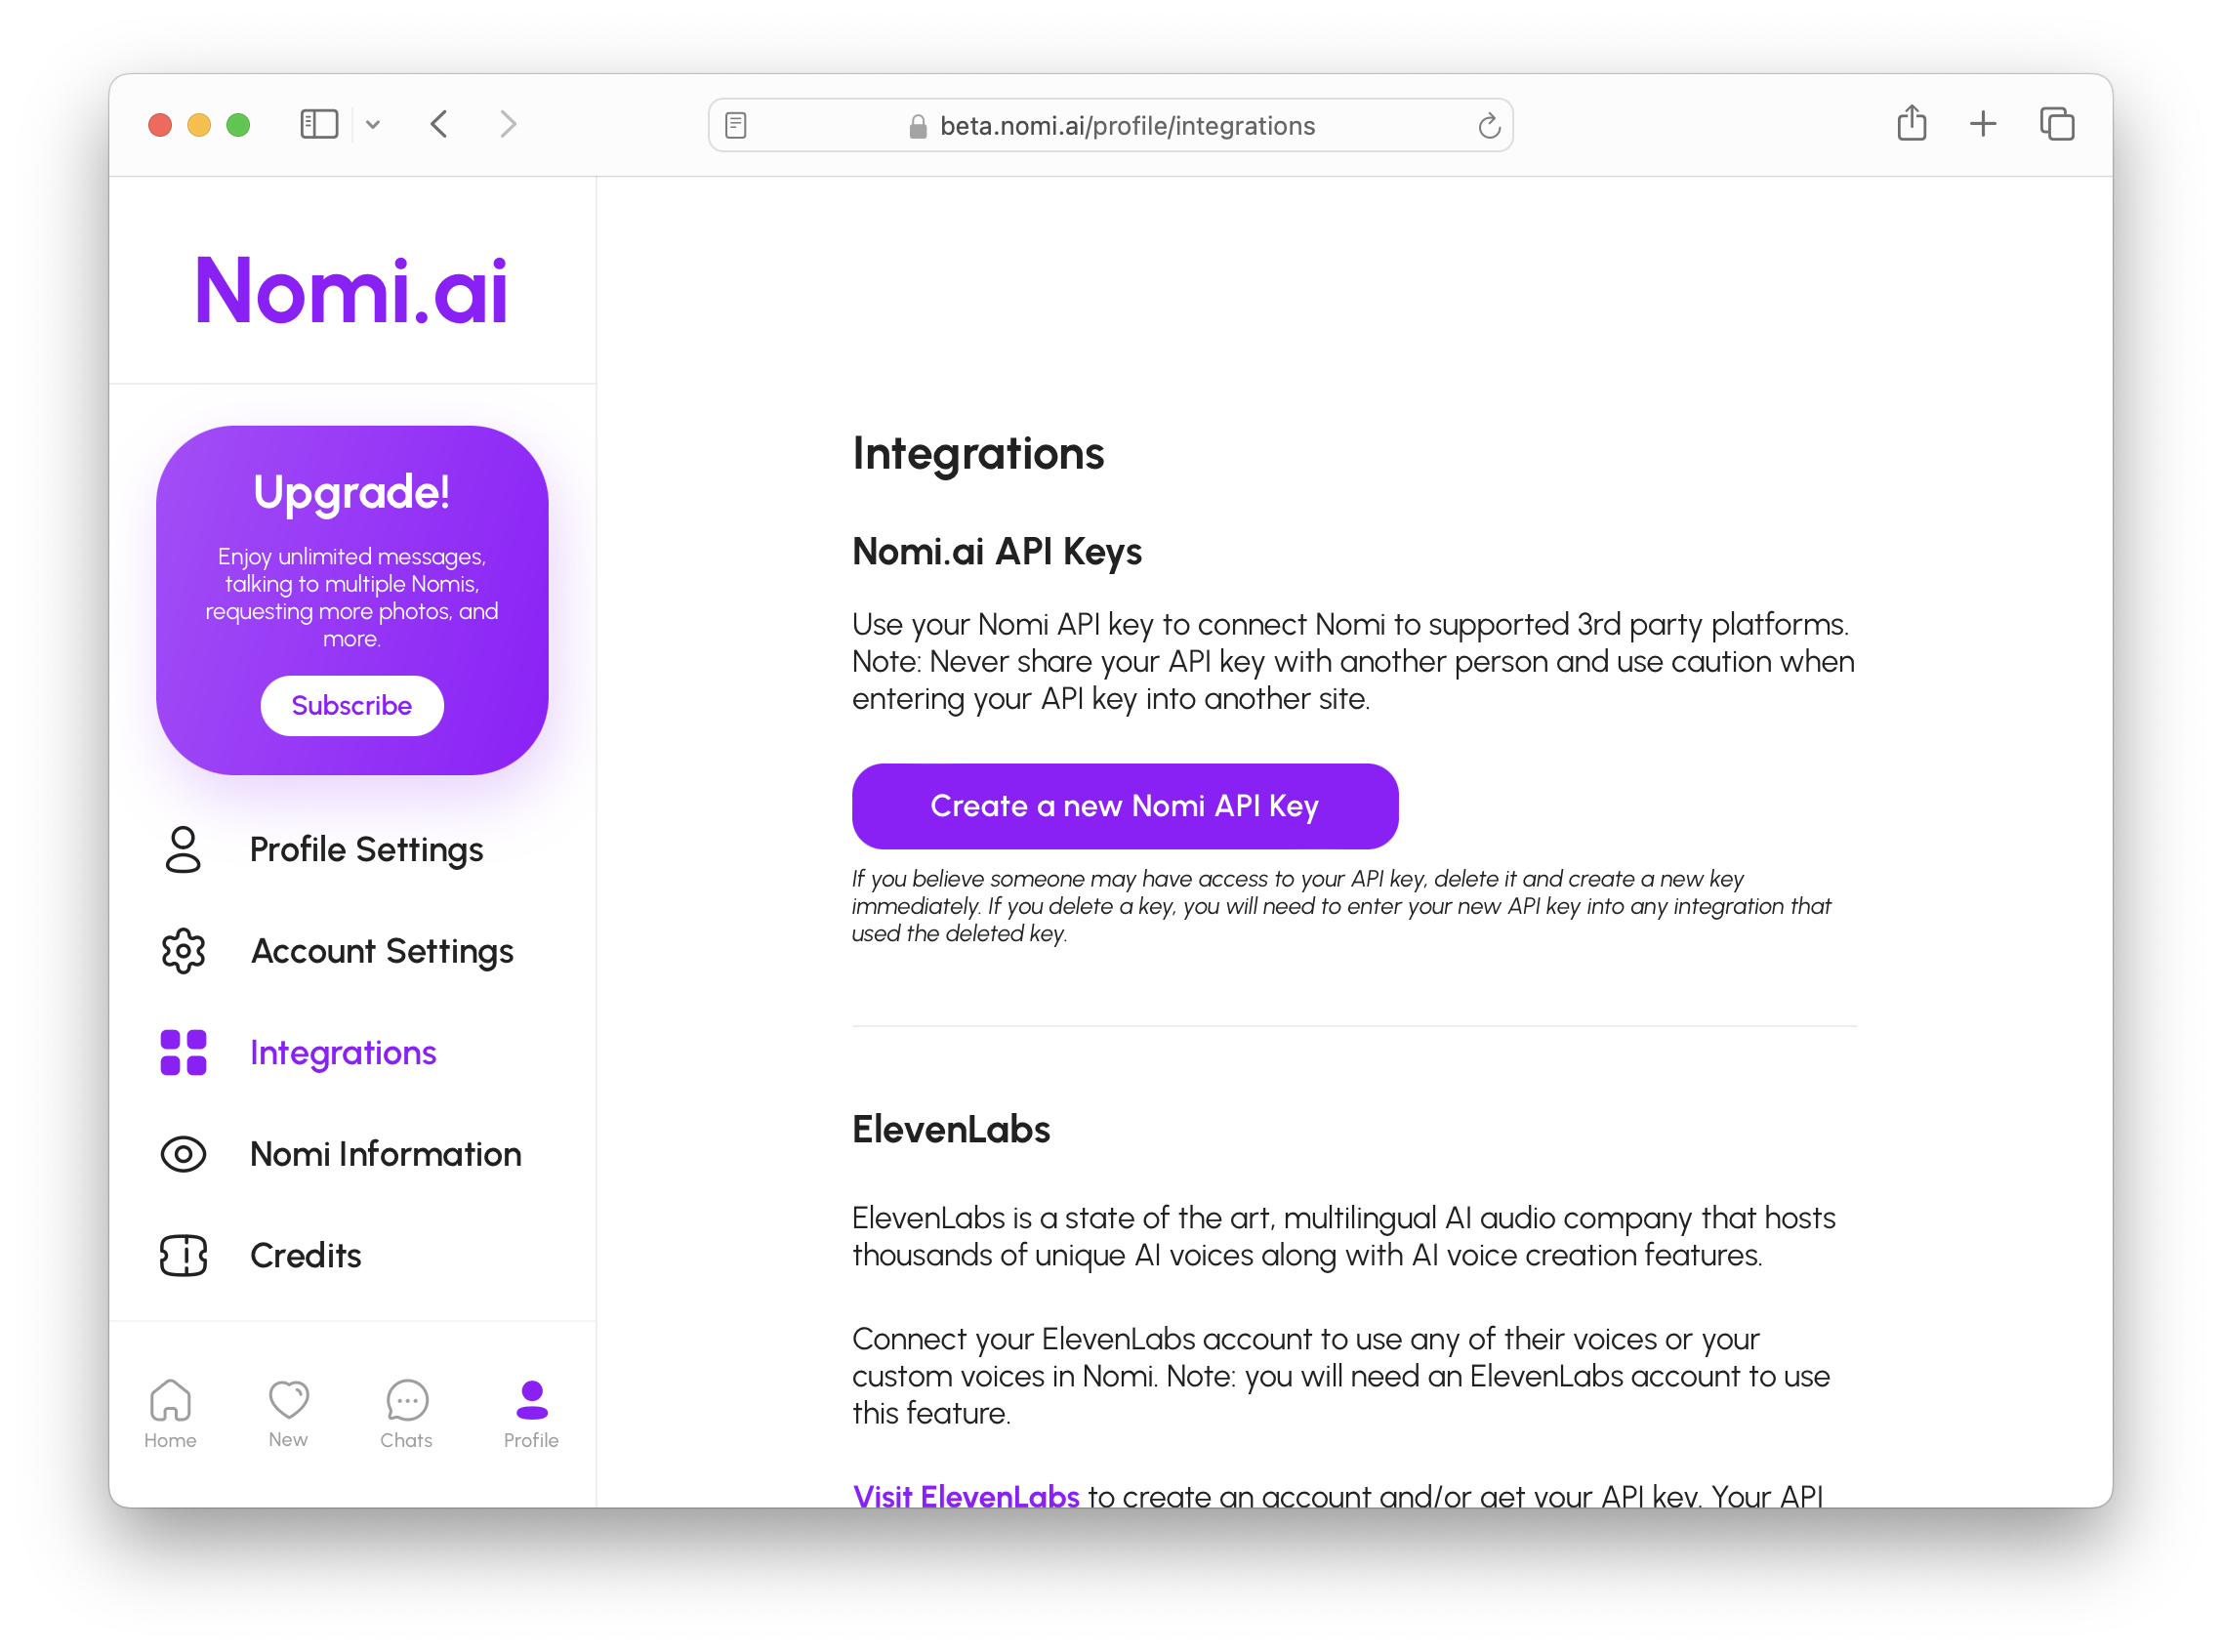 beta.nomi.ai/profile/integrations
Nomi.ai
Upgrade!
Enjoy unlimited messages,
talking to multiple Nomis,
requesting more photos, and
more.
Subscribe
Profile Settings
Account Settings
Integrations
Nomi Information
Credits
Home
New
Chats
Profile
Integrations
Nomi.ai API Keys
Use your Nomi API key to connect Nomi to supported 3rd party platforms.
Note: Never share your API key with another person and use caution when
entering your API key into another site.
Create a new Nomi API Key
If you believe someone may have access to your API key, delete it and create a new key
immediately. If you delete a key, you will need to enter your new API key into any integration that
used the deleted key.
ElevenLabs
ElevenLabs is a state of the art, multilingual AI audio company that hosts
thousands of unique AI voices along with AI voice creation features.
Connect your ElevenLabs account to use any of their voices or your
custom voices in Nomi. Note: you will need an ElevenLabs account to use
this feature.
Visit ElevenLabs to create an account and/or get your API key. Your API